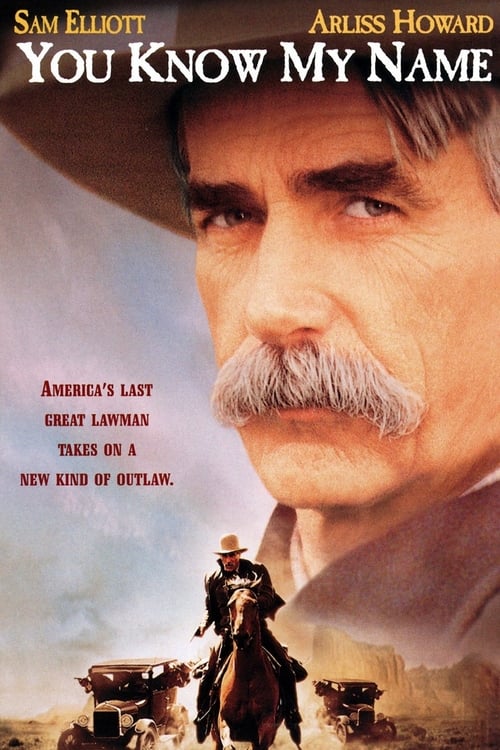 SAM ELLIOTT ARLISS HOWARD
YOU KNOW MY NAME
AMERICA'S LAST
GREAT LAWMAN
TAKES ON A
NEW KIND OF OUTLAW.